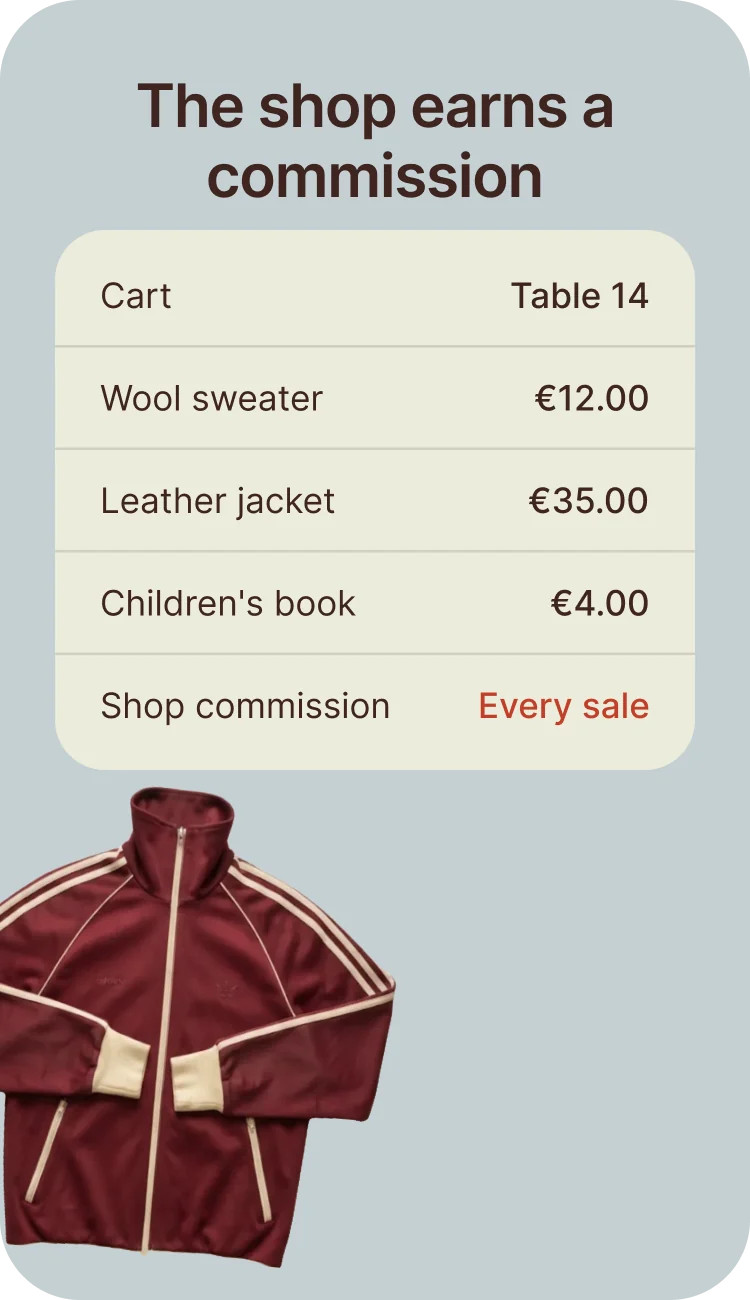 The shop earns a
commission
Cart Table 14
Wool sweater €12.00
Leather jacket €35.00
Children's book €4.00
Shop commission Every sale